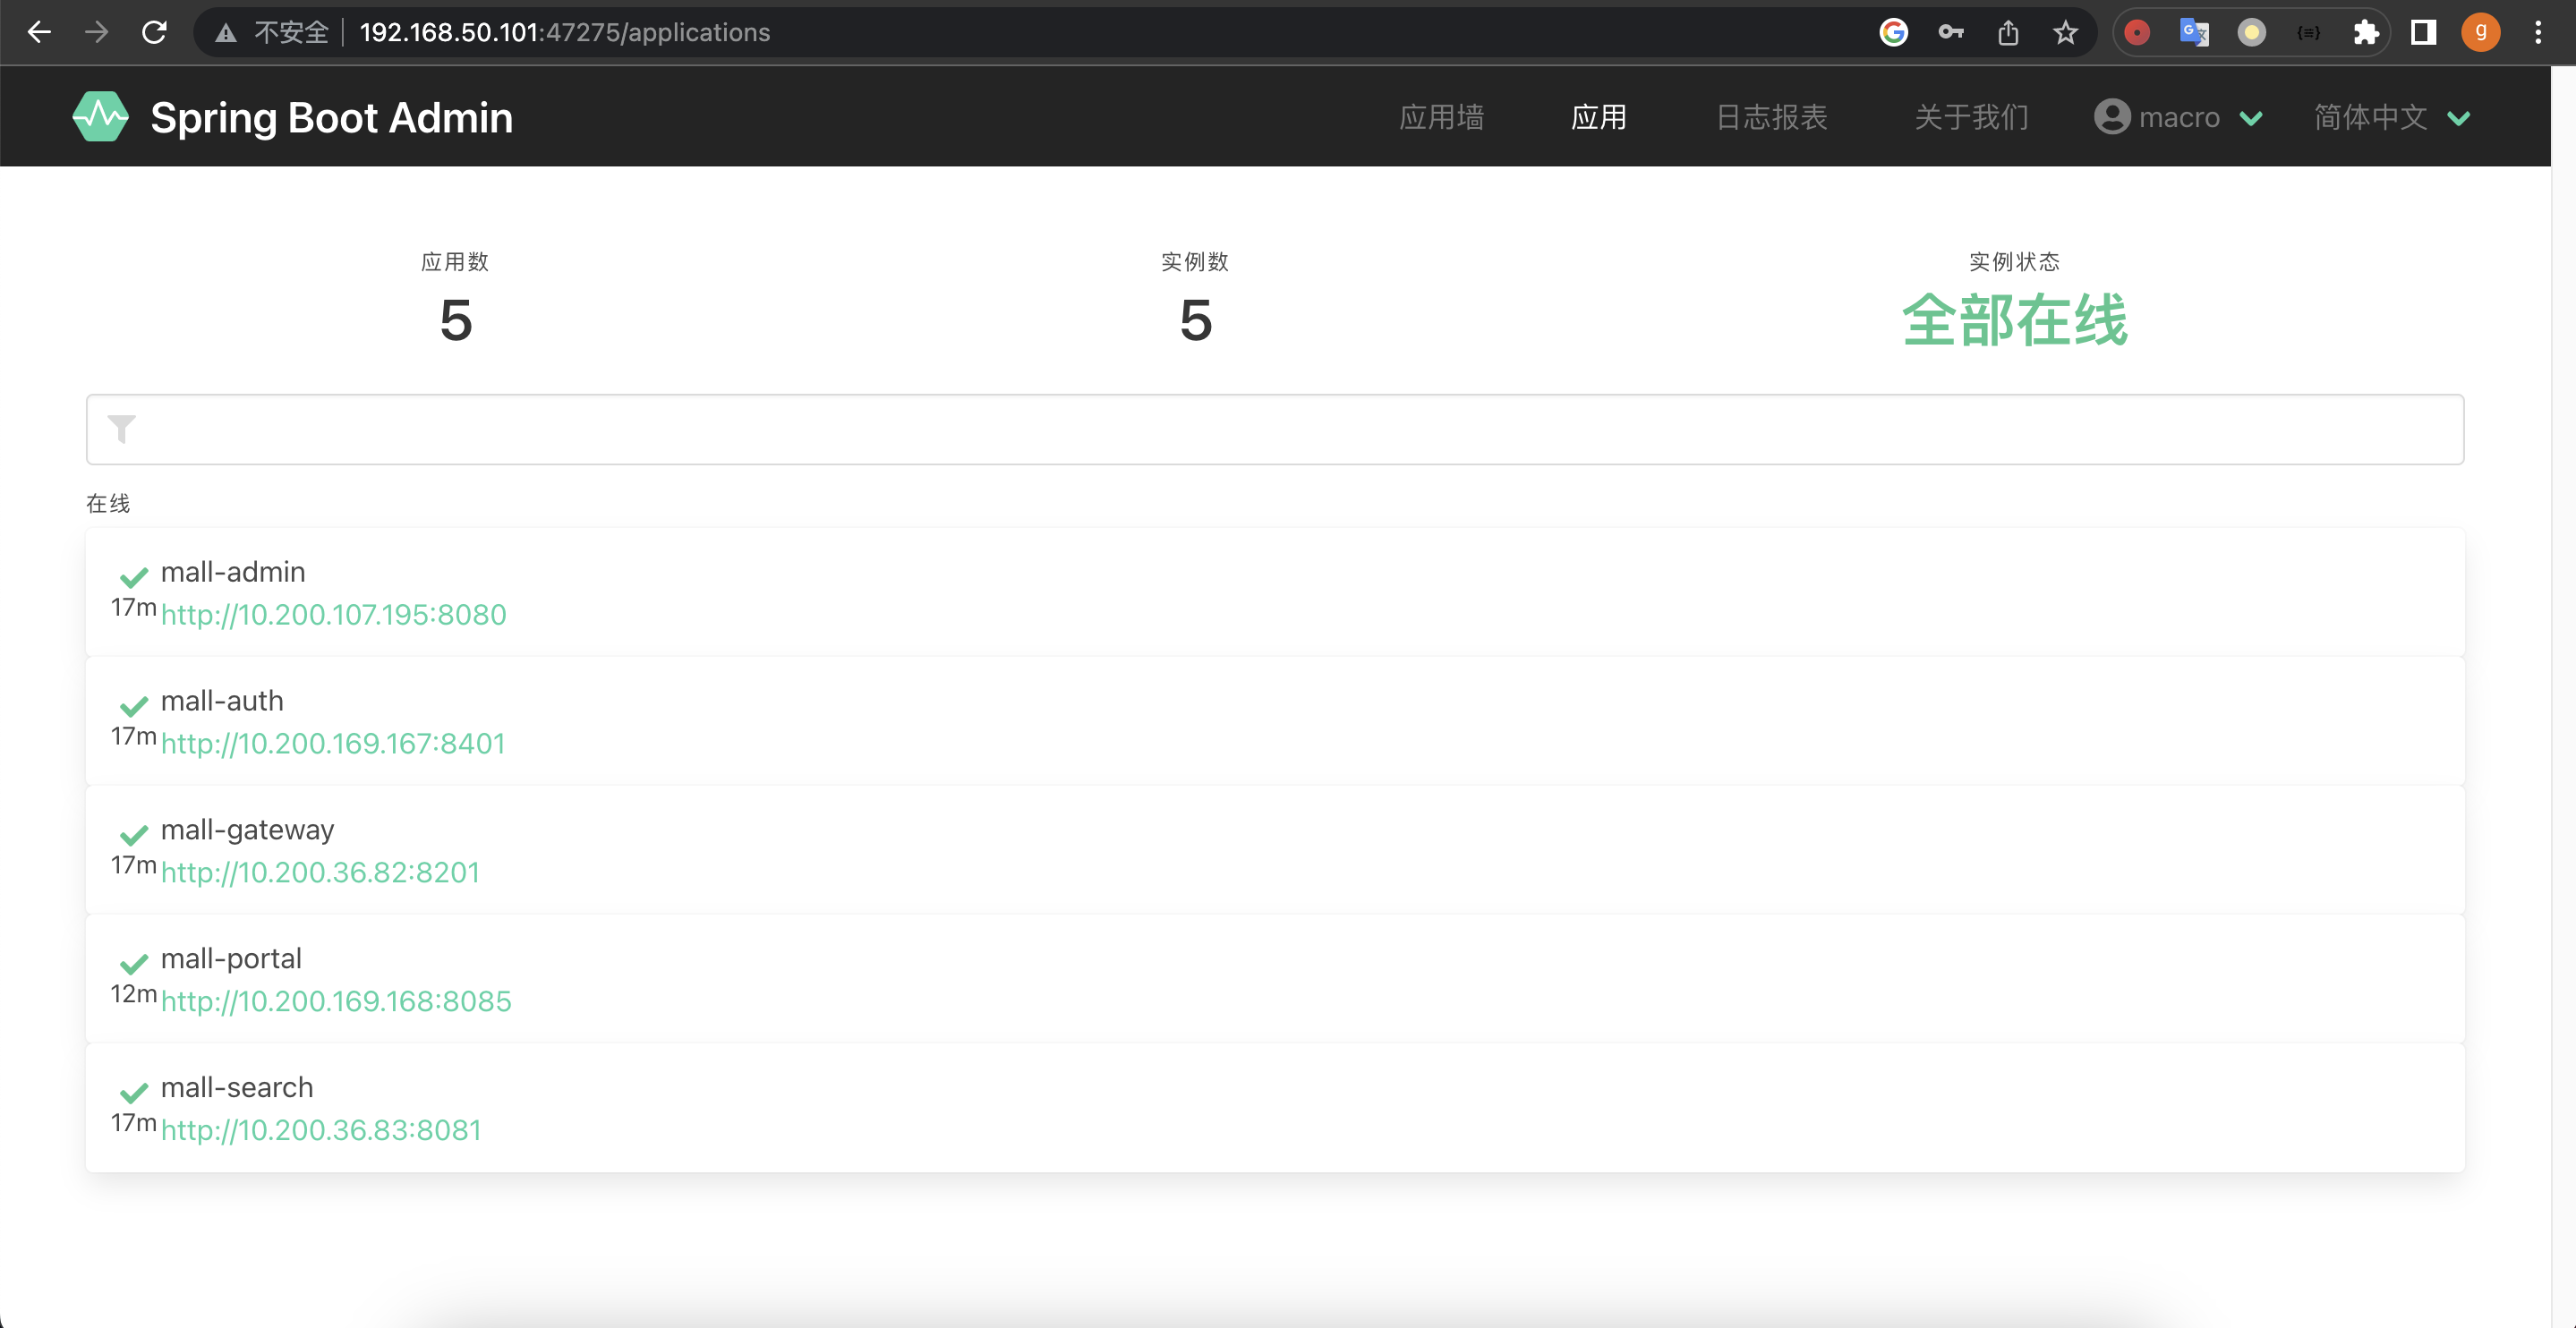 不安全 192.168.50.101:47275/applications
g
Spring Boot Admin 应用墙 应用 日志报表 关于我们 macro 简体中文
应用数 实例数 实例状态
5 5 全部在线
在线
mall-admin
17m http://10.200.107.195:8080
mall-auth
17m http://10.200.169.167:8401
mall-gateway
17m http://10.200.36.82:8201
mall-portal
12m http://10.200.169.168:8085
mall-search
17m http://10.200.36.83:8081